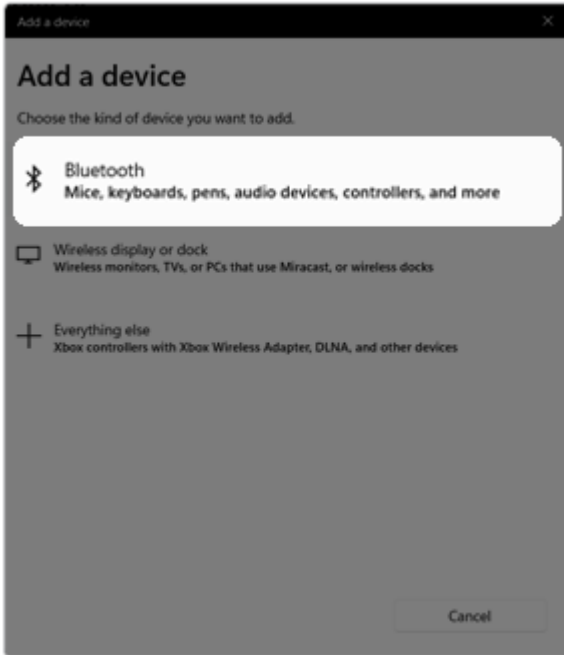 Add a device
Add a device
Choose the kind of device you want to add.
Bluetooth
Mice, keyboards, pens, audio devices, controllers, and more
Wireless display or dock
Wireless monitors, TVs, or PCs that use Miracast, or wireless docks
Everything else
Xbox controllers with Xbox Wireless Adapter, DLNA, and other devices
Cancel